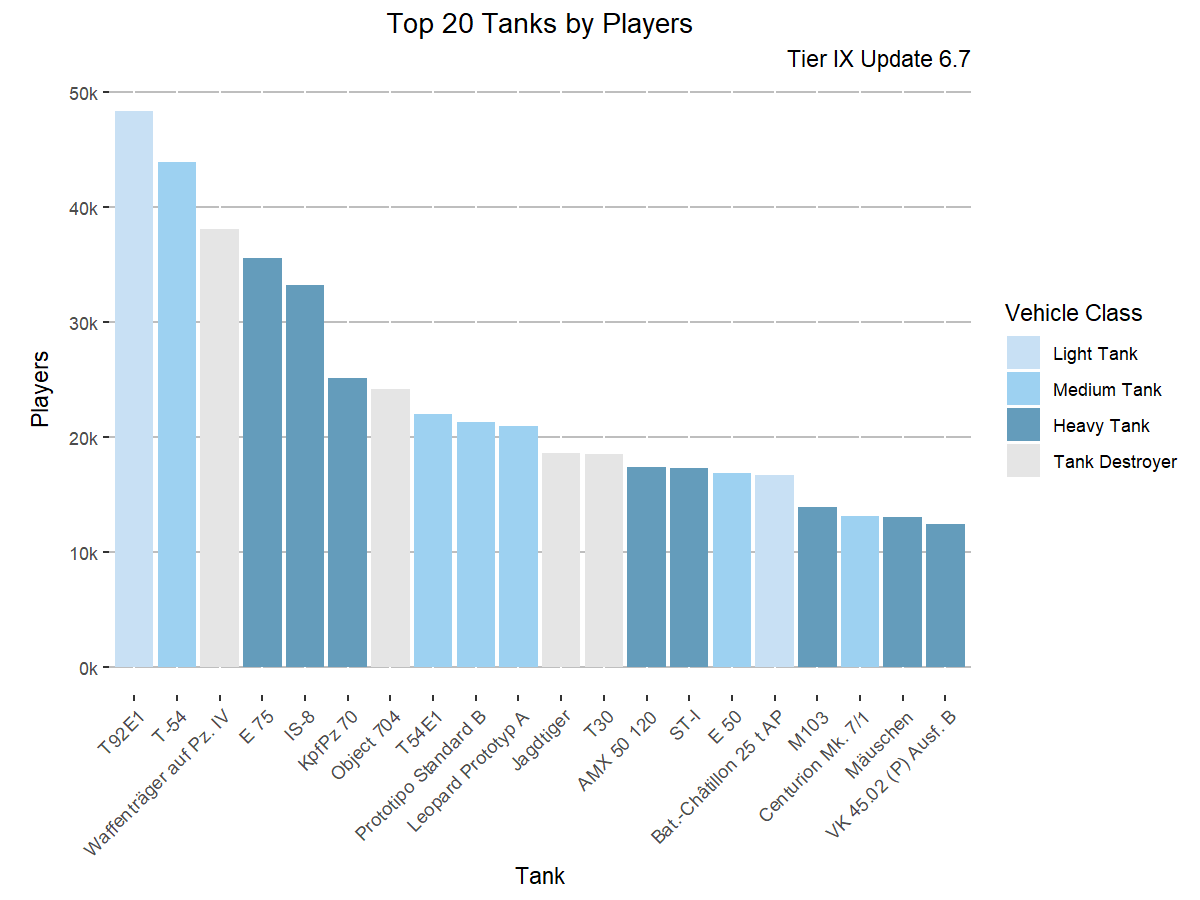 Top 20 Tanks by Players
Tier IX Update 6.7
Players
50k
40k
30k
20k
10k
0k
T92E1
T-54
Waffenträger auf Pz. IV
E 75
IS-8
KpfPz 70
Object 704
T54E1
Prototipo Standard B
Leopard Prototyp A
Jagdtiger
T30
AMX 50 120
ST-I
E 50
Bat.-Châtillon 25 t AP
M103
Centurion Mk. 7/1
Mäuschen
VK 45.02 (P) Ausf. B
Tank
Vehicle Class
Light Tank
Medium Tank
Heavy Tank
Tank Destroyer